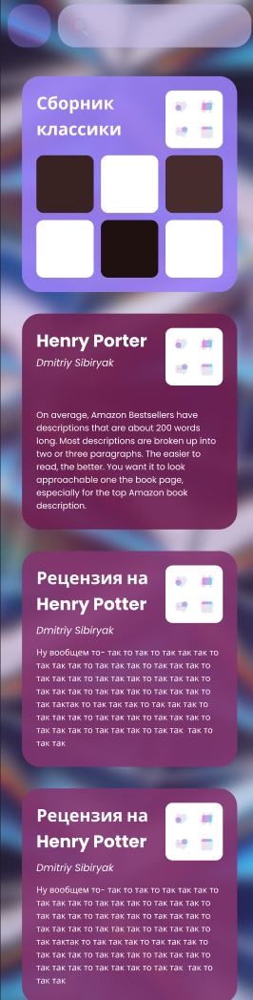 Сборник
классики
Henry Porter
Dmitriy Sibiryak
On average, Amazon Bestsellers have
descriptions that are about 200 words
long. Most descriptions are broken up into
two or three paragraphs. The easier to
read, the better. You want it to look
approachable one the book page,
especially for the top Amazon book
description.
Рецензия на
Henry Potter
Dmitriy Sibiryak
Ну вообщем то- так то так то так так так то
так так так то так так так то так так так то
так так так то так так так то так так так то
так так так то так так так то так так так то
так тактак то так так то так так то так то
так так так то так так так то так так так то
так так так то так так так то так так  так то
так так
Рецензия на
Henry Potter
Dmitriy Sibiryak
Ну вообщем то- так то так то так так так то
так так так то так так так то так так так то
так так так то так так так то так так так то
так так так то так так так то так так так то
так тактак то так так то так так то так то
так так так то так так так то так так так то
так так так то так так так то так так  так то
так так